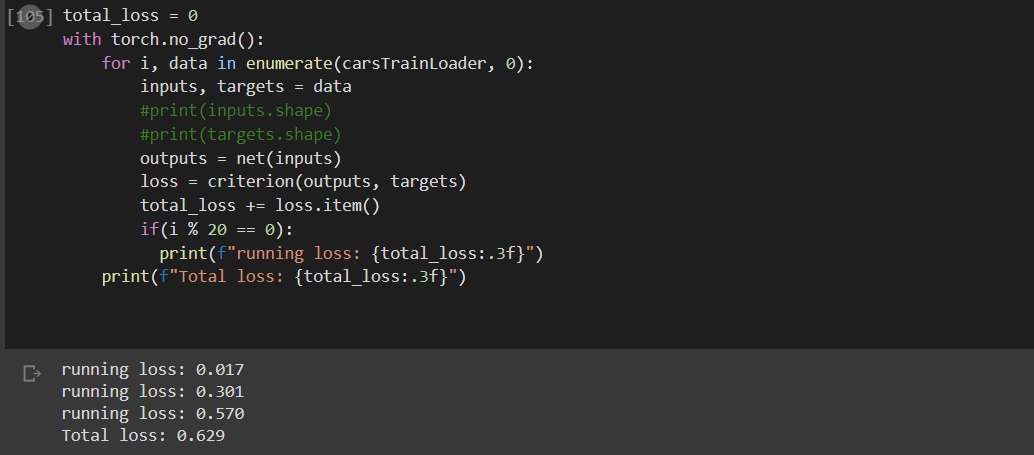 [105] total_loss = 0
with torch.no_grad():
    for i, data in enumerate(carsTrainLoader, 0):
        inputs, targets = data
        #print(inputs.shape)
        #print(targets.shape)
        outputs = net(inputs)
        loss = criterion(outputs, targets)
        total_loss += loss.item()
        if(i % 20 == 0):
          print(f"running loss: {total_loss:.3f}")
    print(f"Total loss: {total_loss:.3f}")
running loss: 0.017
running loss: 0.301
running loss: 0.570
Total loss: 0.629